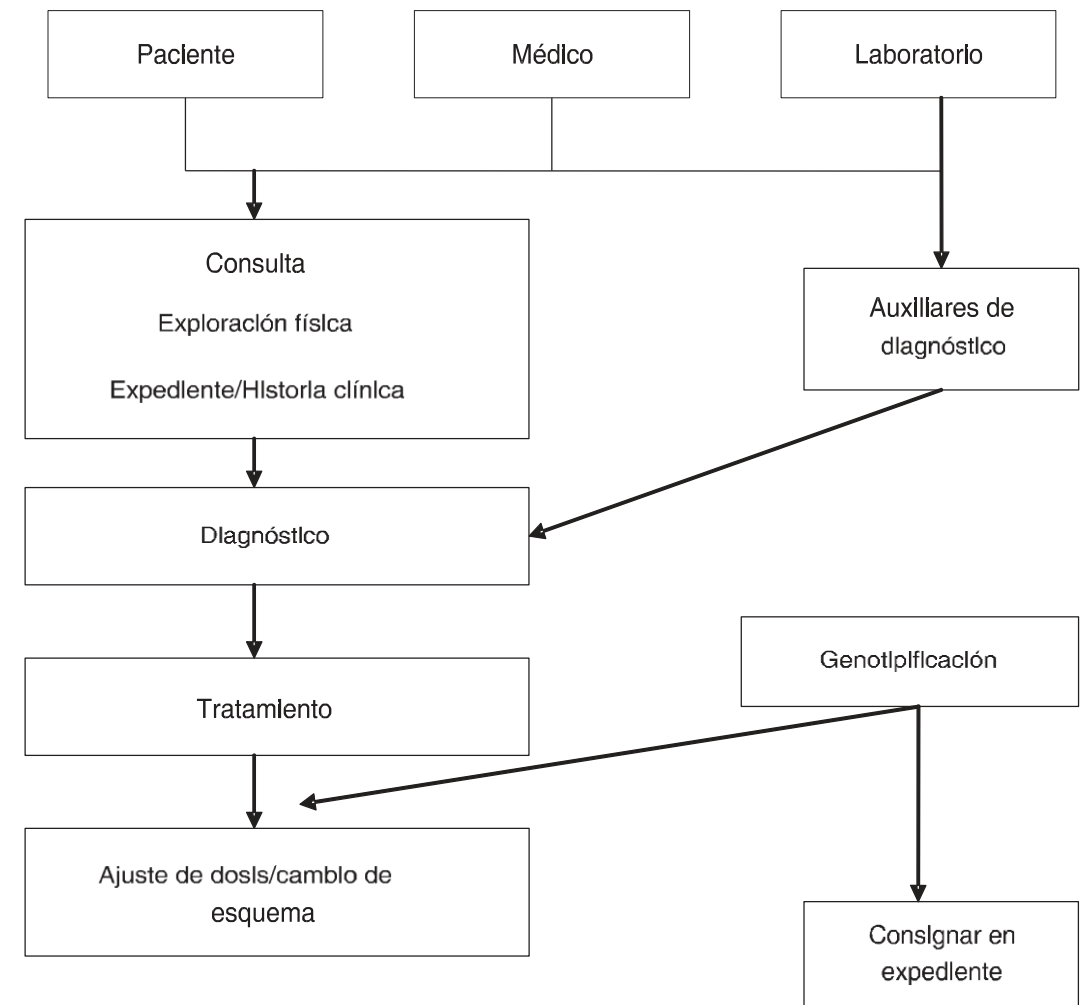 Paciente
Médico
Laboratorio
Consulta
Exploración física
Expediente/Historia clínica
Auxiliares de
diagnóstico
Diagnóstico
Genotipificación
Tratamiento
Ajuste de dosis/cambio de
esquema
Consignar en
expediente